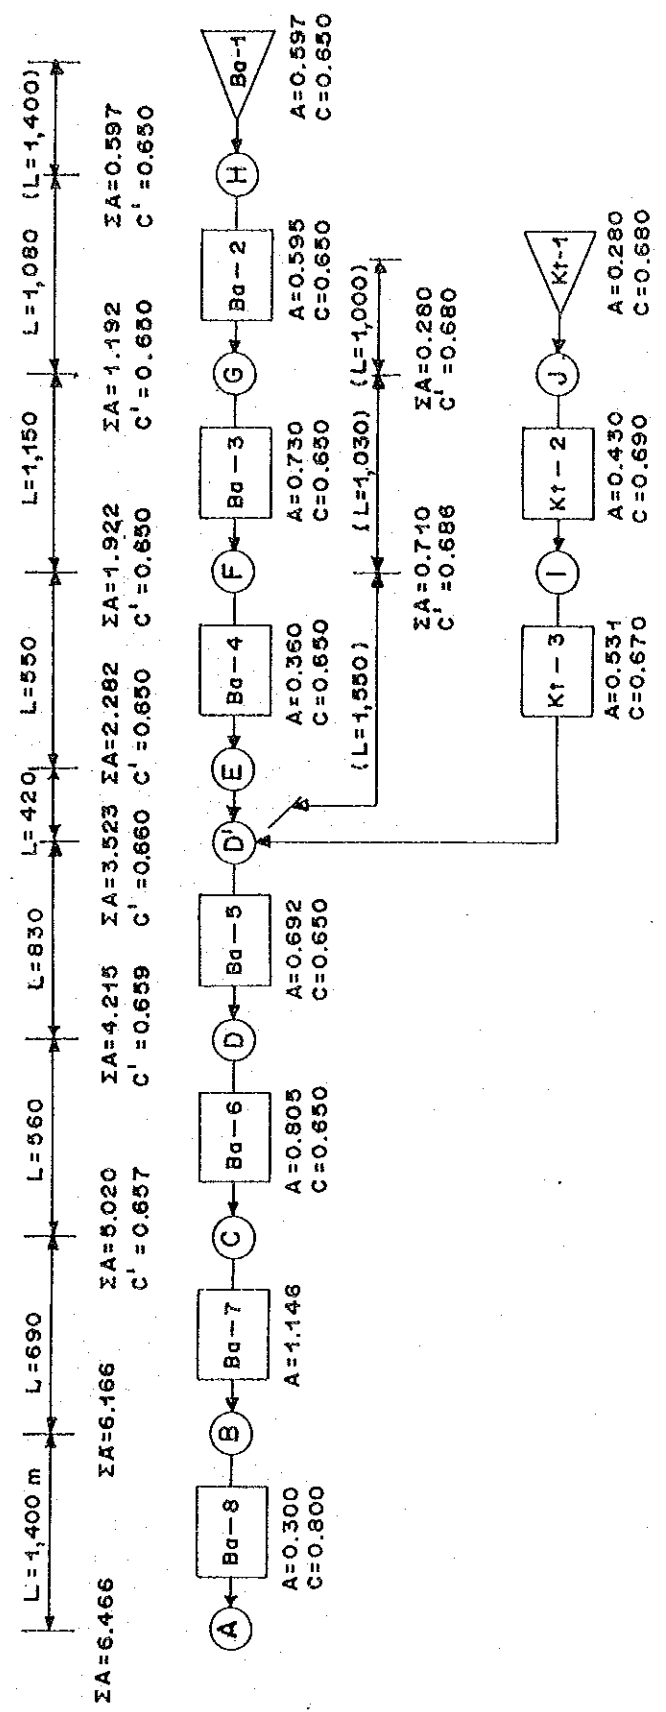 L=1,400 m
L=690
L=560
L=830
L=420
L=550
L=1,150
L=1,080
(L=1,400)
ΣA=6.466
ΣA=6.166
ΣA=5.020
C'=0.657
ΣA=4.215
C'=0.659
ΣA=3.523
C'=0.660
ΣA=2.282
C'=0.650
ΣA=1.922
C'=0.650
ΣA=1.192
C'=0.650
ΣA=0.597
C'=0.650
A
Ba-8
B
Ba-7
C
Ba-6
D
Ba-5
D'
E
Ba-4
F
Ba-3
G
Ba-2
H
Ba-1
A=0.300
C=0.800
A=1.146
A=0.805
C=0.650
A=0.692
C=0.650
A=0.360
C=0.650
A=0.730
C=0.650
A=0.595
C=0.650
A=0.597
C=0.650
(L=1,550)
(L=1,030)
(L=1,000)
ΣA=0.710
C'=0.686
ΣA=0.280
C'=0.680
Kt-3
I
Kt-2
J
Kt-1
A=0.531
C=0.670
A=0.430
C=0.690
A=0.280
C=0.680